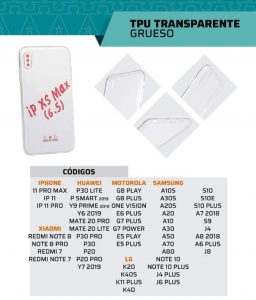 TPU TRANSPARENTE
GRUESO
iP XS Max
(6.5)
CÓDIGOS
IPHONE
11 PRO MAX
IP 11
IP 11 PRO
XIAOMI
REDMI NOTE 8
NOTE 8 PRO
REDMI 7
REDMI NOTE 7
HUAWEI
P30 LITE
P SMART 2019
Y9 PRIME 2019
Y6 2019
MATE 20 PRO
MATE 20 LITE
P30 PRO
P30
P20
P20 PRO
Y7 2019
MOTOROLA
G8 PLAY
G8 PLUS
ONE VISION
E6 PLUS
G7 PLAY
G7 POWER
E5 PLAY
E5 PLUS
LG
K20
K40S
K11 PLUS
K40
SAMSUNG
A10S
A30S
A20S
A20
A10
A30
A50
A70
A80
NOTE 10
NOTE 10 PLUS
J4 PLUS
J6 PLUS
S10
S10E
S10 PLUS
A7 2018
S9
J4
A8 2018
A6 PLUS
J8